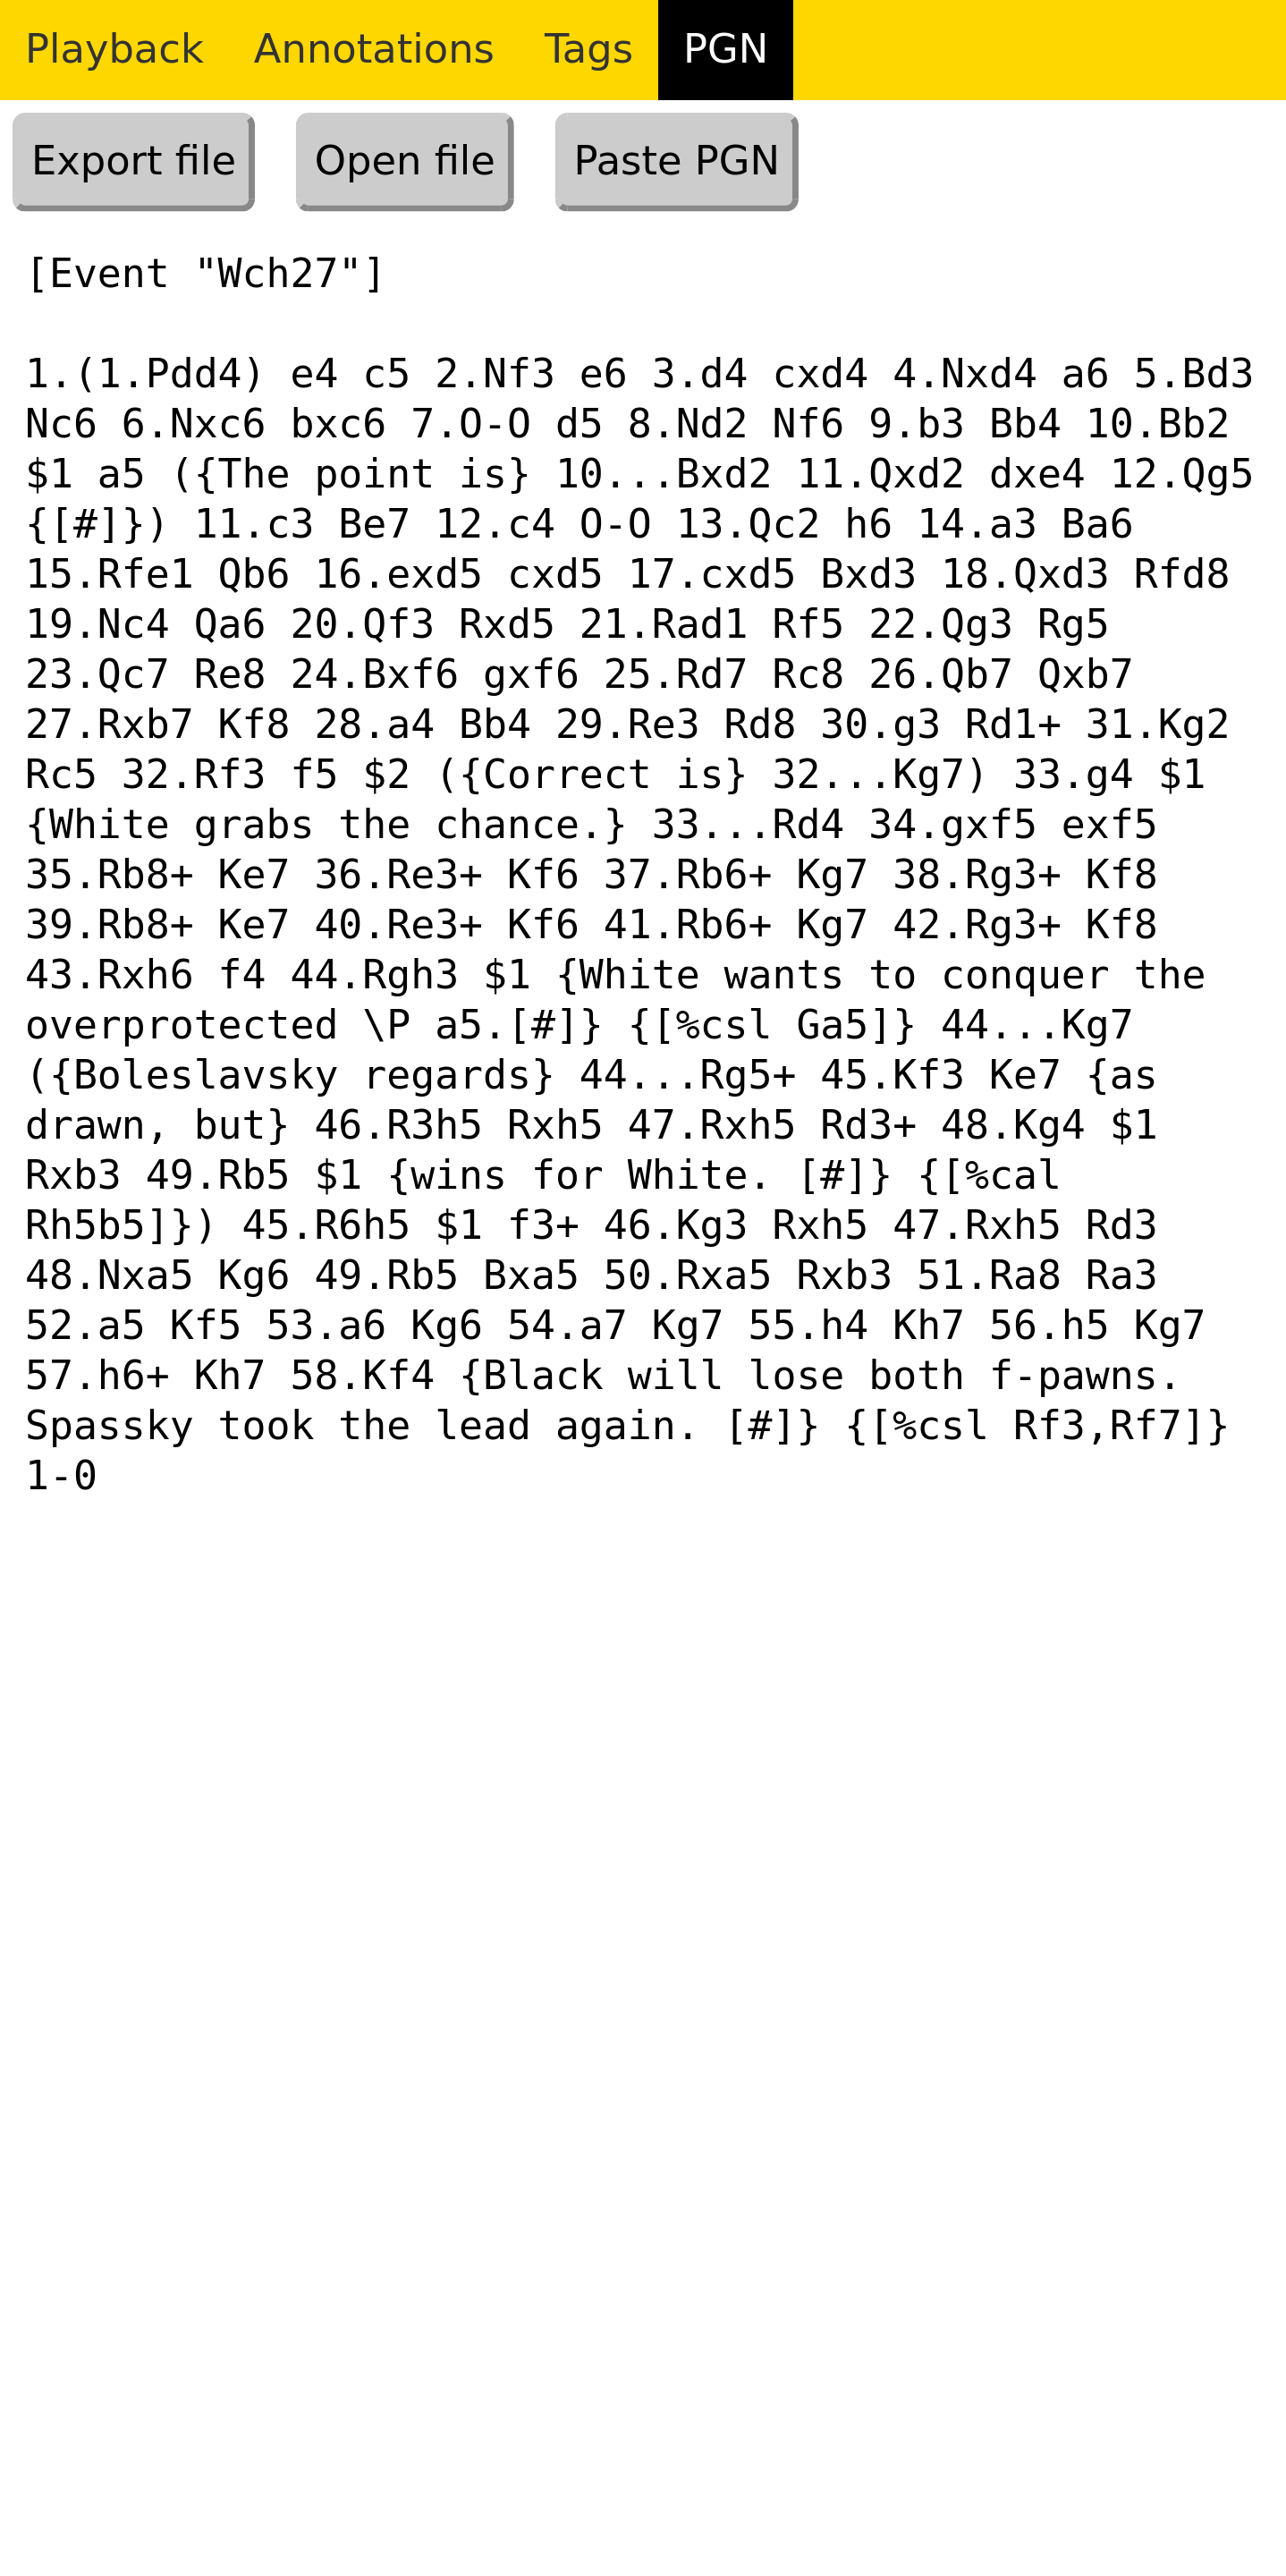 Playback Annotations Tags PGN
Export file Open file Paste PGN
[Event "Wch27"]
1.(1.Pdd4) e4 c5 2.Nf3 e6 3.d4 cxd4 4.Nxd4 a6 5.Bd3
Nc6 6.Nxc6 bxc6 7.O-O d5 8.Nd2 Nf6 9.b3 Bb4 10.Bb2
$1 a5 ({The point is} 10...Bxd2 11.Qxd2 dxe4 12.Qg5
{[#]}) 11.c3 Be7 12.c4 O-O 13.Qc2 h6 14.a3 Ba6
15.Rfe1 Qb6 16.exd5 cxd5 17.cxd5 Bxd3 18.Qxd3 Rfd8
19.Nc4 Qa6 20.Qf3 Rxd5 21.Rad1 Rf5 22.Qg3 Rg5
23.Qc7 Re8 24.Bxf6 gxf6 25.Rd7 Rc8 26.Qb7 Qxb7
27.Rxb7 Kf8 28.a4 Bb4 29.Re3 Rd8 30.g3 Rd1+ 31.Kg2
Rc5 32.Rf3 f5 $2 ({Correct is} 32...Kg7) 33.g4 $1
{White grabs the chance.} 33...Rd4 34.gxf5 exf5
35.Rb8+ Ke7 36.Re3+ Kf6 37.Rb6+ Kg7 38.Rg3+ Kf8
39.Rb8+ Ke7 40.Re3+ Kf6 41.Rb6+ Kg7 42.Rg3+ Kf8
43.Rxh6 f4 44.Rgh3 $1 {White wants to conquer the
overprotected \P a5.[#]} {[%csl Ga5]} 44...Kg7
({Boleslavsky regards} 44...Rg5+ 45.Kf3 Ke7 {as
drawn, but} 46.R3h5 Rxh5 47.Rxh5 Rd3+ 48.Kg4 $1
Rxb3 49.Rb5 $1 {wins for White. [#]} {[%cal
Rh5b5]}) 45.R6h5 $1 f3+ 46.Kg3 Rxh5 47.Rxh5 Rd3
48.Nxa5 Kg6 49.Rb5 Bxa5 50.Rxa5 Rxb3 51.Ra8 Ra3
52.a5 Kf5 53.a6 Kg6 54.a7 Kg7 55.h4 Kh7 56.h5 Kg7
57.h6+ Kh7 58.Kf4 {Black will lose both f-pawns.
Spassky took the lead again. [#]} {[%csl Rf3,Rf7]}
1-0